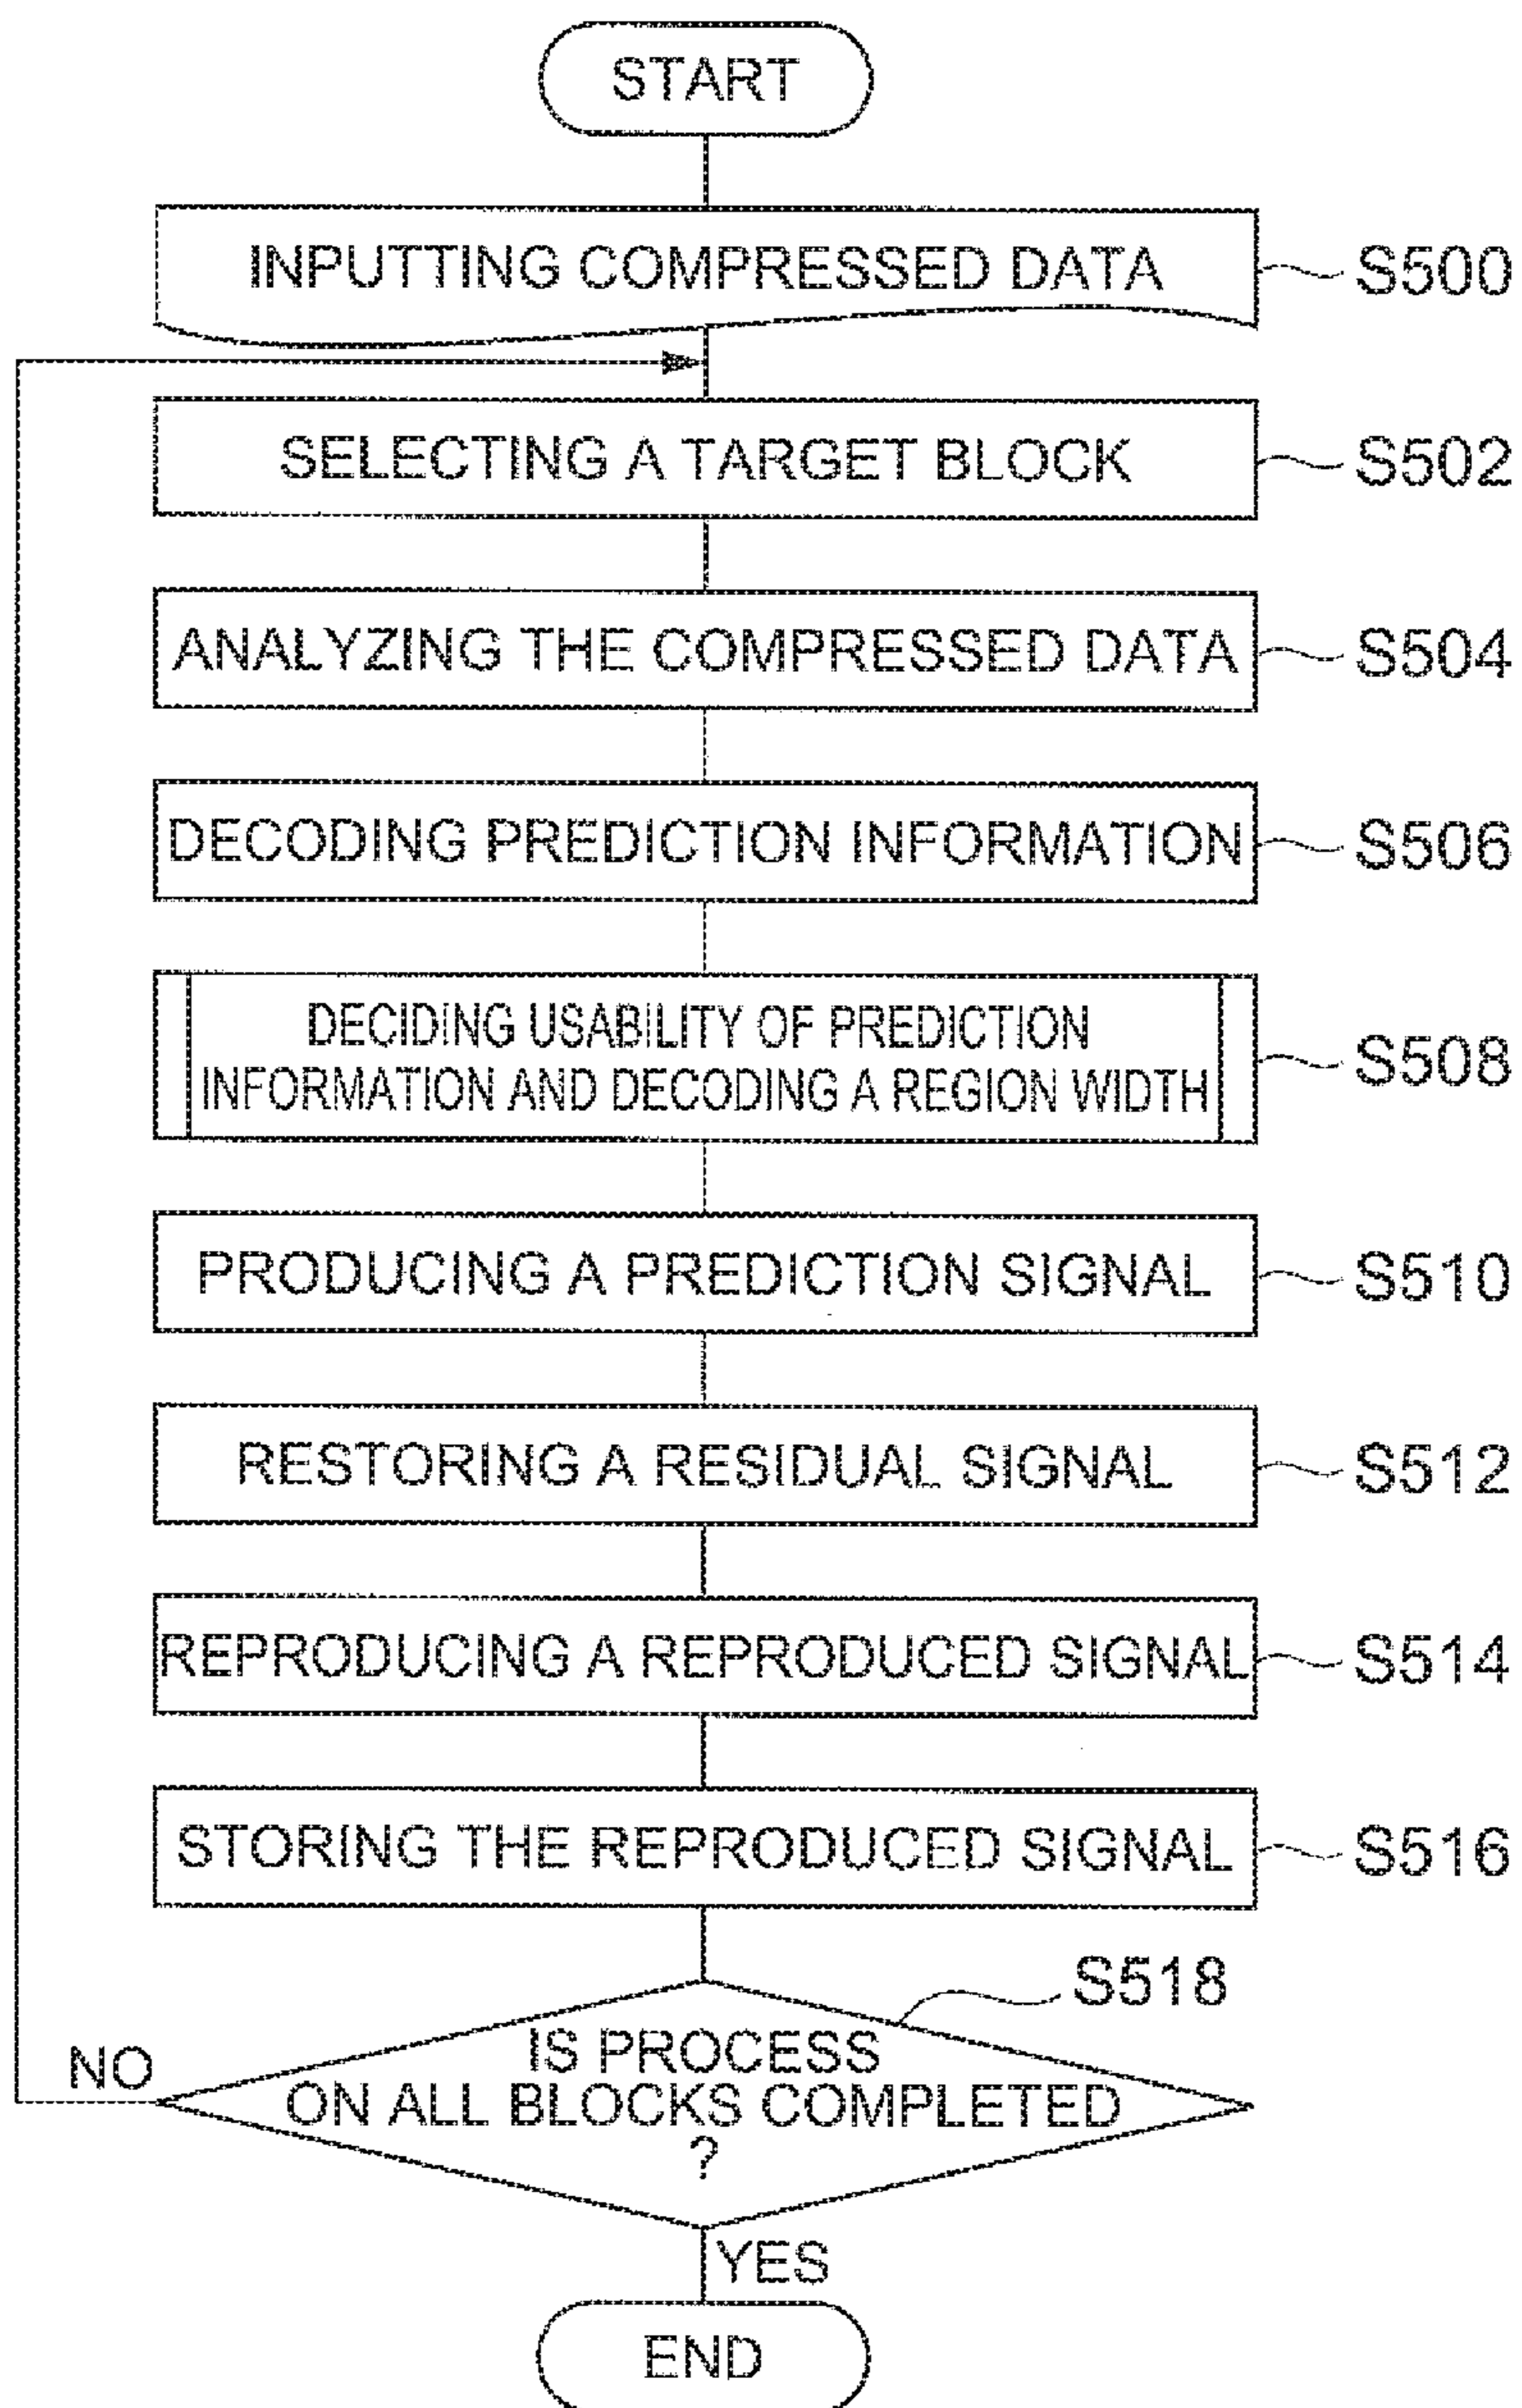 START
INPUTTING COMPRESSED DATA
S500
SELECTING A TARGET BLOCK
S502
ANALYZING THE COMPRESSED DATA
S504
DECODING PREDICTION INFORMATION
S506
DECIDING USABILITY OF PREDICTION
INFORMATION AND DECODING A REGION WIDTH
S508
PRODUCING A PREDICTION SIGNAL
S510
RESTORING A RESIDUAL SIGNAL
S512
REPRODUCING A REPRODUCED SIGNAL
S514
STORING THE REPRODUCED SIGNAL
S516
S518
IS PROCESS
ON ALL BLOCKS COMPLETED
?
NO
YES
END